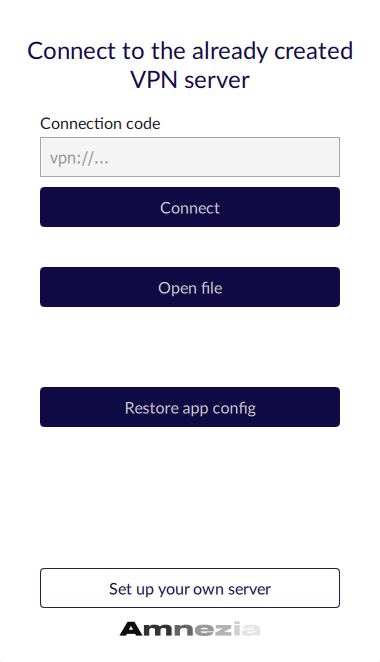 Connect to the already created
VPN server
Connection code
vpn://...
Connect
Open file
Restore app config
Set up your own server
Amnezia